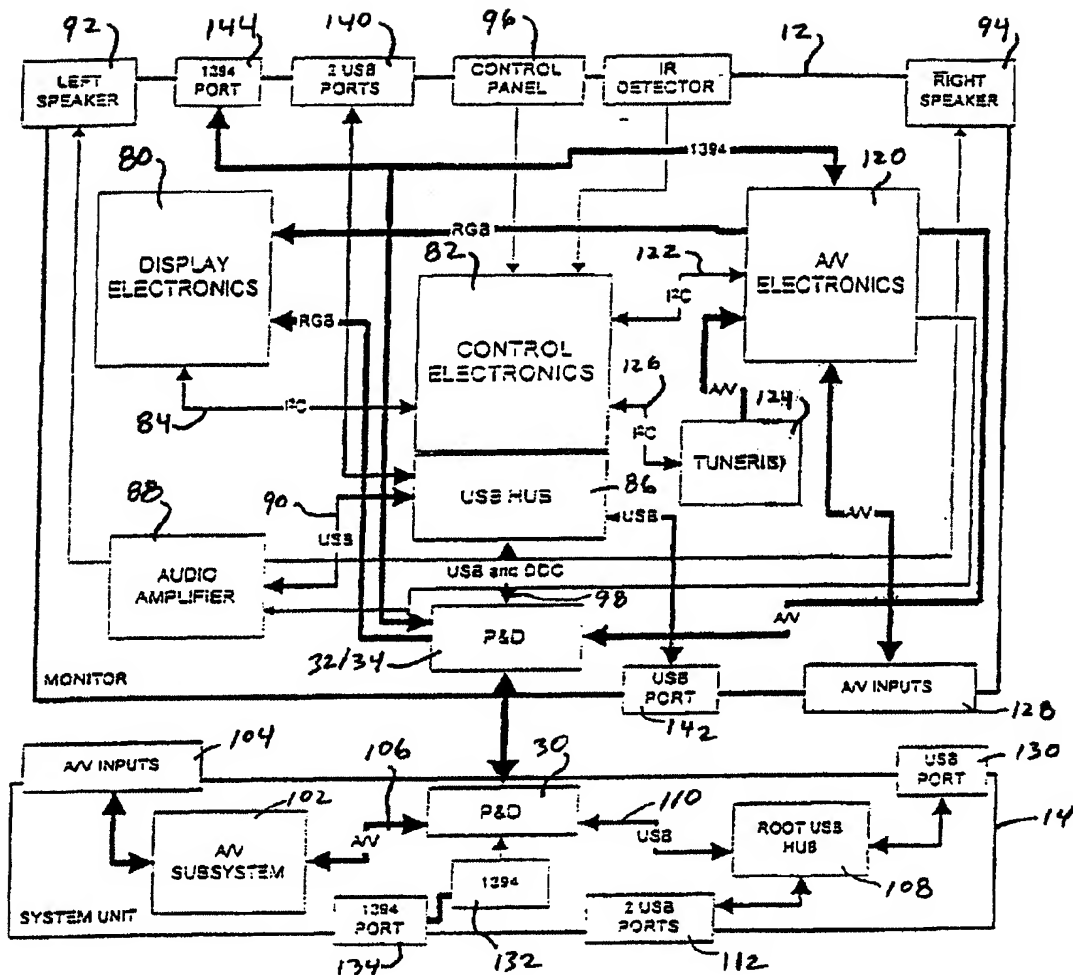 92
144
140
96
12
94
LEFT
SPEAKER
1394
PORT
2 USB
PORTS
CONTROL
PANEL
IR
DETECTOR
RIGHT
SPEAKER
80
1394
120
RGB
DISPLAY
ELECTRONICS
82
122
A/V
ELECTRONICS
I²C
RGB
CONTROL
ELECTRONICS
126
A/V
124
84
I²C
I²C
TUNER(S)
88
90
USB HUB
86
USB
USB
A/V
AUDIO
AMPLIFIER
USB and DDC
98
A/V
P&D
32/34
MONITOR
USB
PORT
142
A/V INPUTS
128
104
106
30
130
A/V INPUTS
USB
PORT
102
P&D
110
14
A/V
USB
A/V
SUBSYSTEM
ROOT USB
HUB
108
1394
SYSTEM UNIT
1394
PORT
2 USB
PORTS
134
132
112